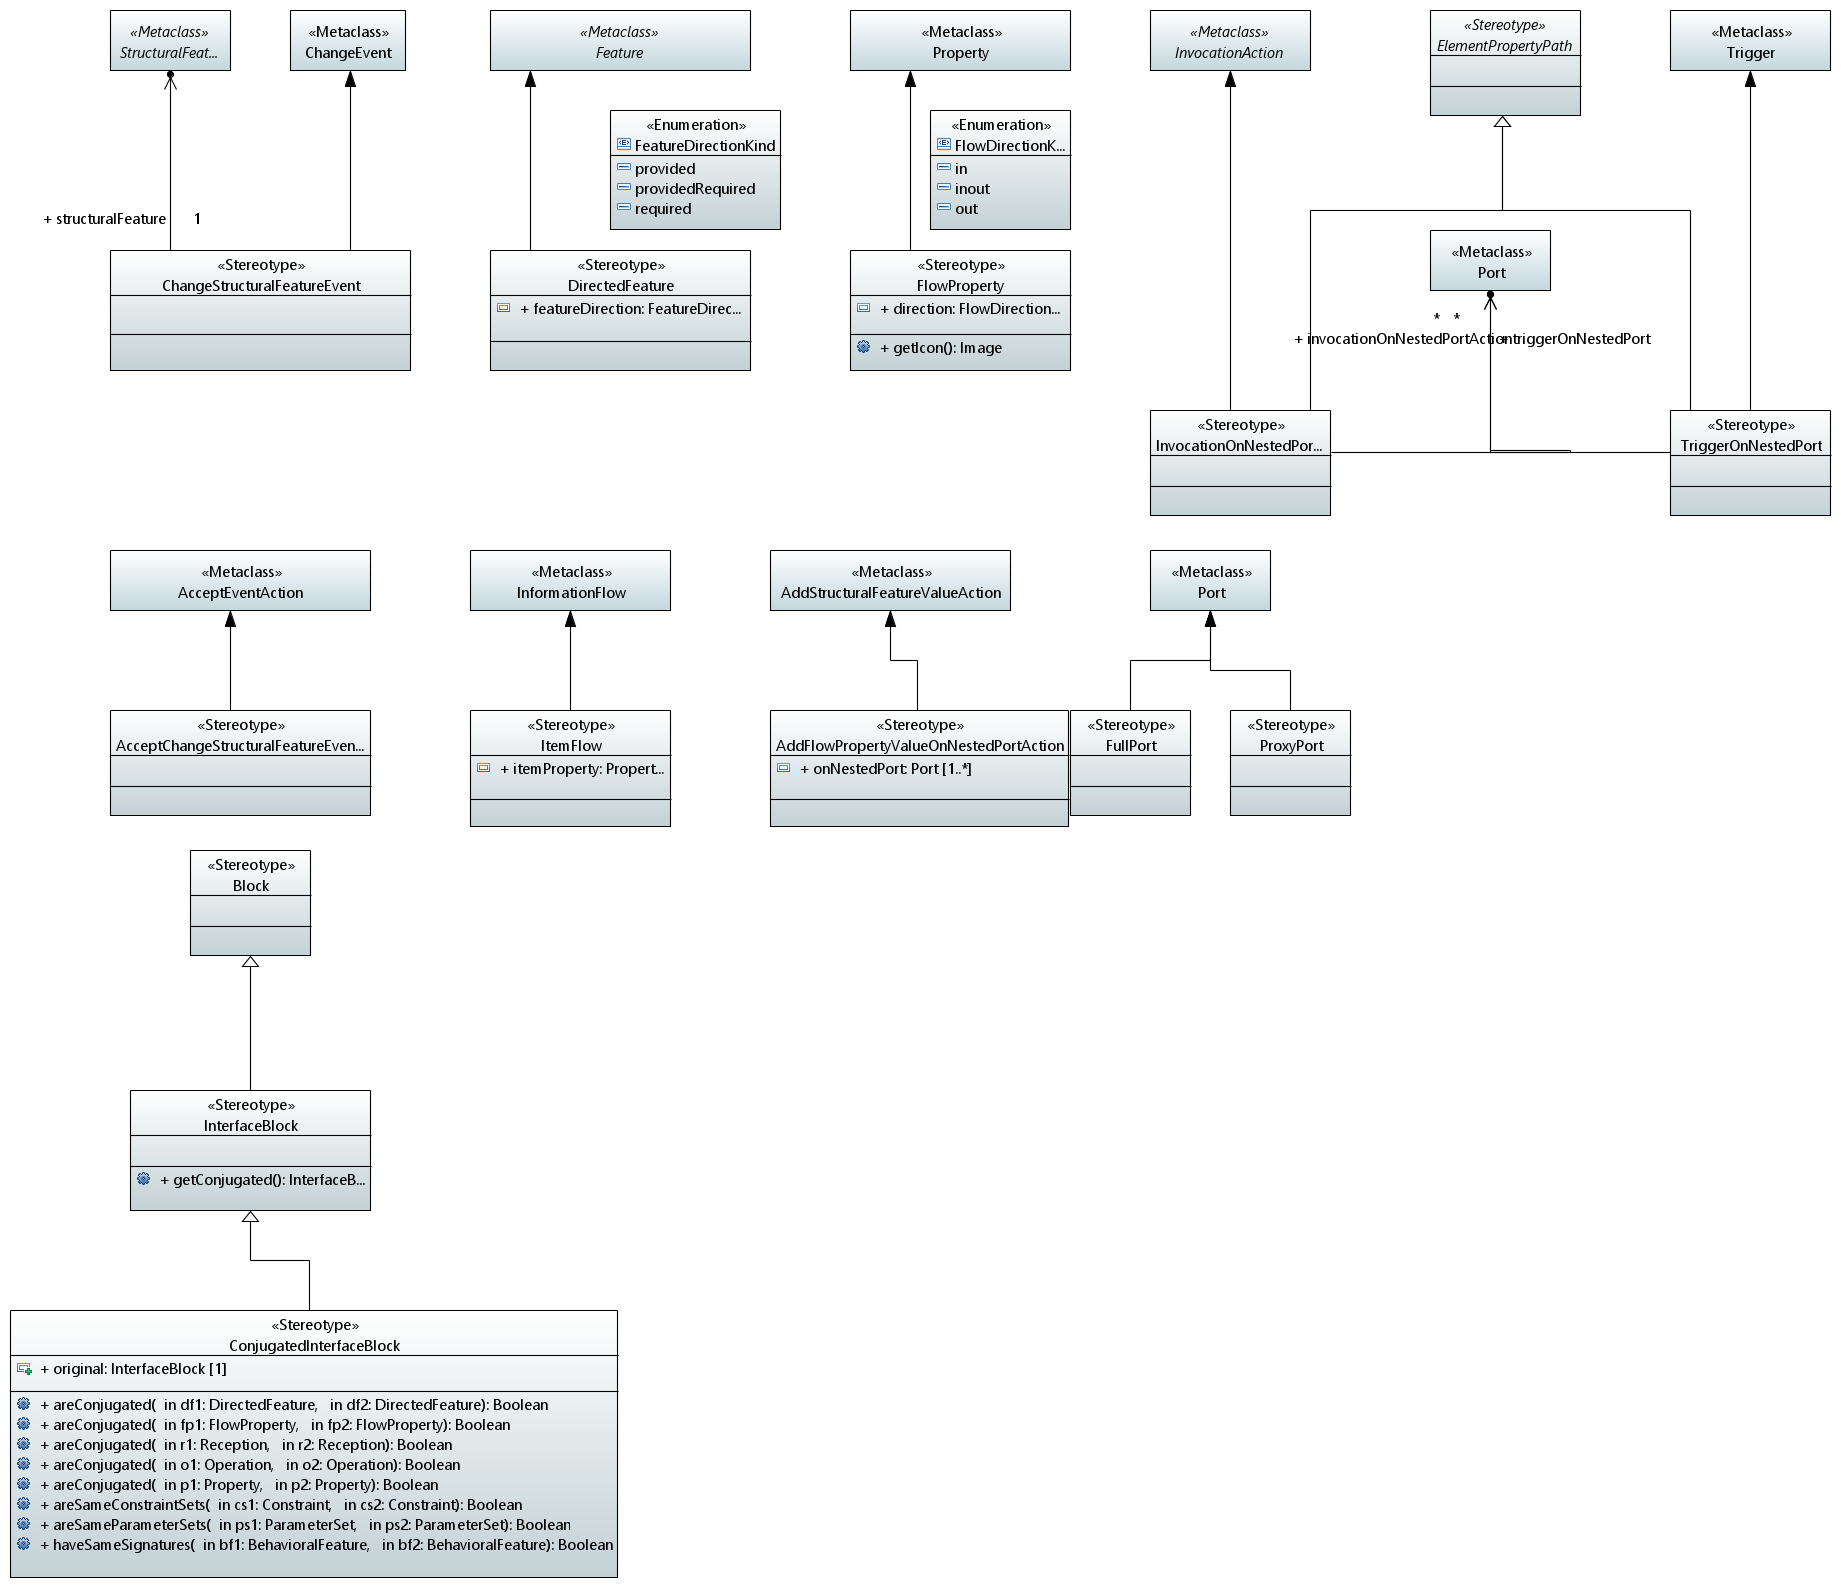 «Metaclass»
StructuralFeat...
«Metaclass»
ChangeEvent
«Metaclass»
Feature
«Metaclass»
Property
«Metaclass»
InvocationAction
«Stereotype»
ElementPropertyPath
«Metaclass»
Trigger
«Enumeration»
FeatureDirectionKind
provided
providedRequired
required
«Enumeration»
FlowDirectionK...
in
inout
out
+ structuralFeature 1
«Metaclass»
Port
* *
+ invocationOnNestedPortAction
+ triggerOnNestedPort
«Stereotype»
ChangeStructuralFeatureEvent
«Stereotype»
DirectedFeature
+ featureDirection: FeatureDirec...
«Stereotype»
FlowProperty
+ direction: FlowDirection...
+ getIcon(): Image
«Stereotype»
InvocationOnNestedPor...
«Stereotype»
TriggerOnNestedPort
«Metaclass»
AcceptEventAction
«Metaclass»
InformationFlow
«Metaclass»
AddStructuralFeatureValueAction
«Metaclass»
Port
«Stereotype»
AcceptChangeStructuralFeatureEven...
«Stereotype»
ItemFlow
+ itemProperty: Propert...
«Stereotype»
AddFlowPropertyValueOnNestedPortAction
+ onNestedPort: Port [1..*]
«Stereotype»
FullPort
«Stereotype»
ProxyPort
«Stereotype»
Block
«Stereotype»
InterfaceBlock
+ getConjugated(): InterfaceB...
«Stereotype»
ConjugatedInterfaceBlock
+ original: InterfaceBlock [1]
+ areConjugated( in df1: DirectedFeature, in df2: DirectedFeature): Boolean
+ areConjugated( in fp1: FlowProperty, in fp2: FlowProperty): Boolean
+ areConjugated( in r1: Reception, in r2: Reception): Boolean
+ areConjugated( in o1: Operation, in o2: Operation): Boolean
+ areConjugated( in p1: Property, in p2: Property): Boolean
+ areSameConstraintSets( in cs1: Constraint, in cs2: Constraint): Boolean
+ areSameParameterSets( in ps1: ParameterSet, in ps2: ParameterSet): Boolean
+ haveSameSignatures( in bf1: BehavioralFeature, in bf2: BehavioralFeature): Boolean